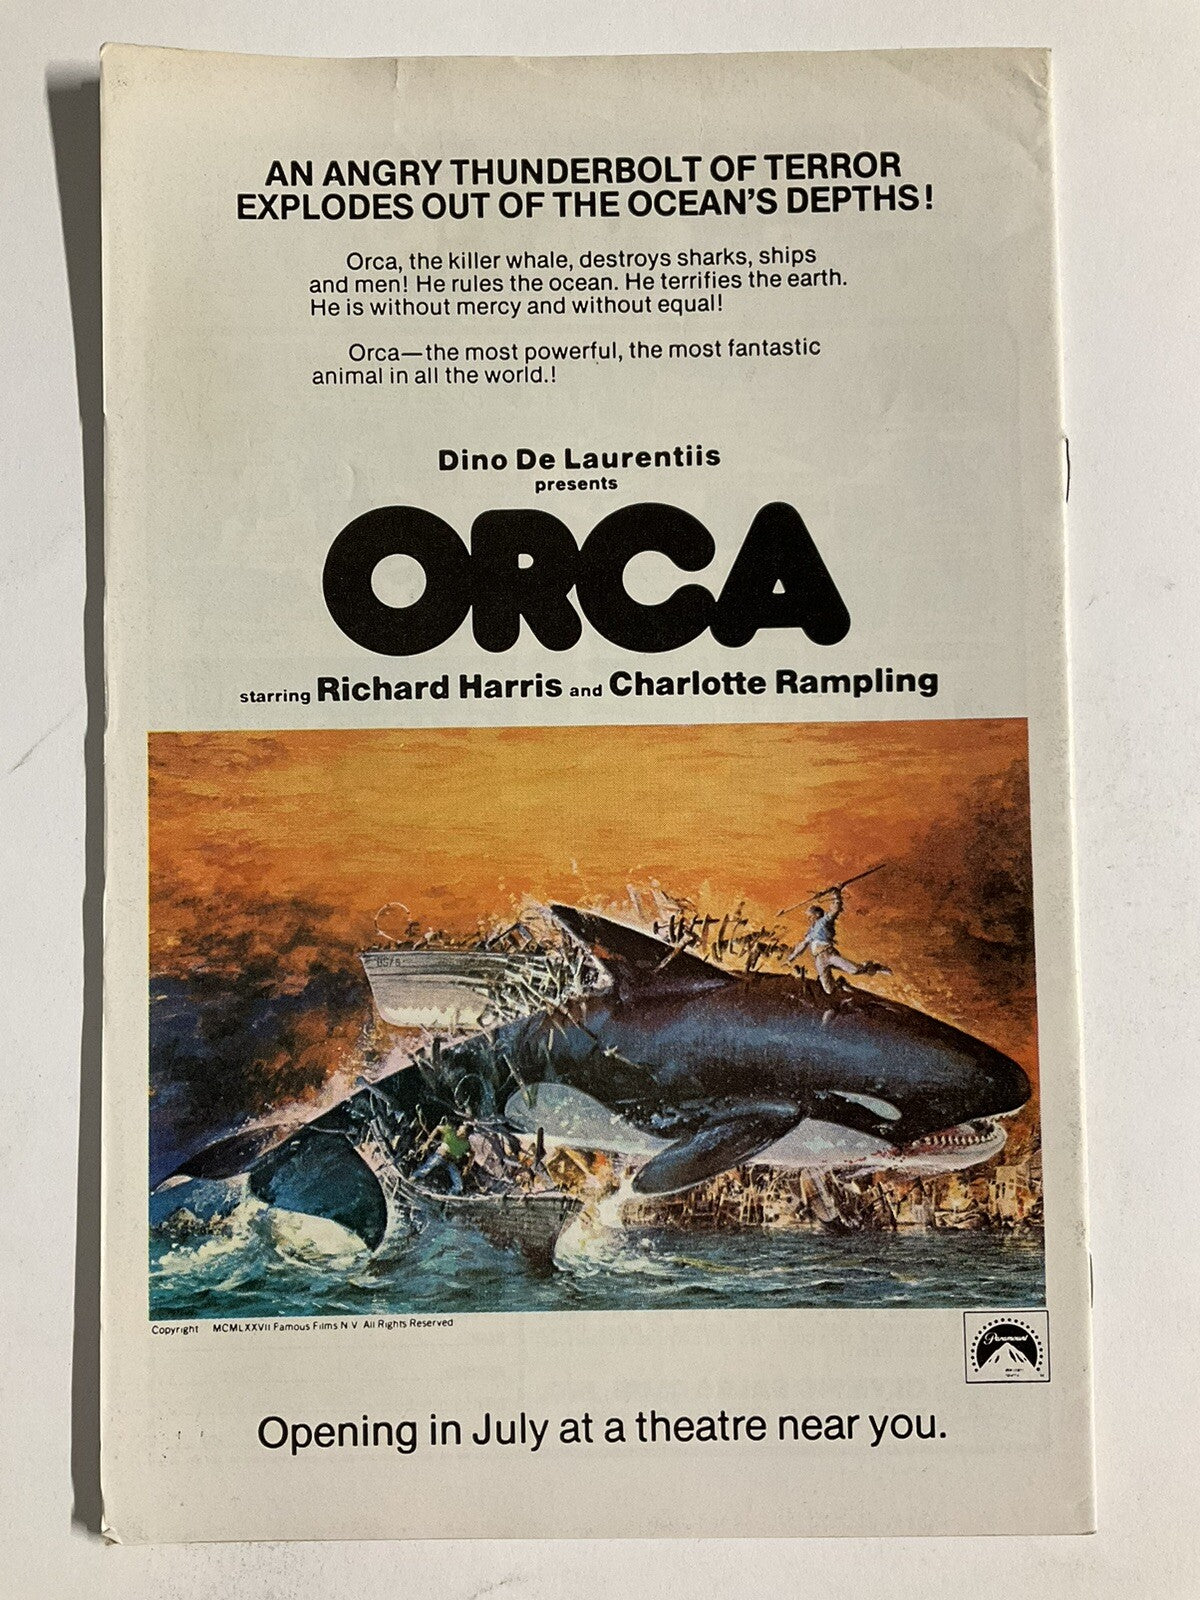 AN ANGRY THUNDERBOLT OF TERROR
EXPLODES OUT OF THE OCEAN'S DEPTHS!
Orca, the killer whale, destroys sharks, ships
and men! He rules the ocean. He terrifies the earth.
He is without mercy and without equal!
Orca—the most powerful, the most fantastic
animal in all the world.!
Dino De Laurentiis
presents
ORCA
starring Richard Harris and Charlotte Rampling
Copyright MCMLXXVII Famous Films N V All Rights Reserved
Paramount
Opening in July at a theatre near you.